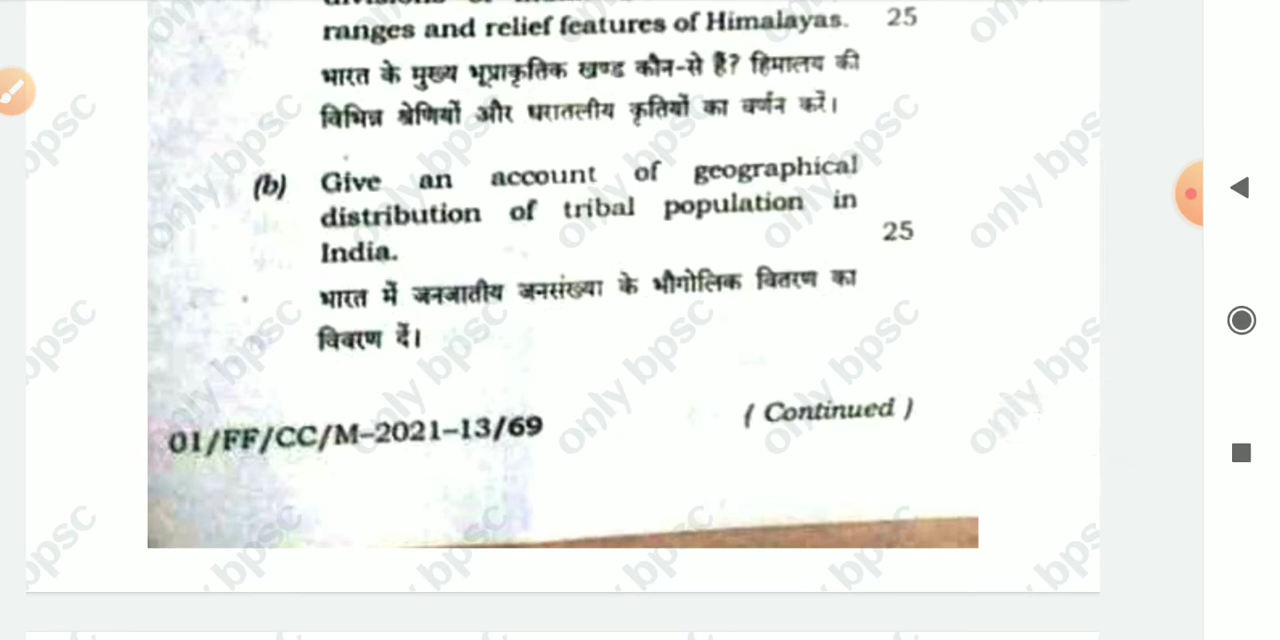 ranges and relief features of Himalayas. 25
भारत के मुख्य भूप्राकृतिक खण्ड कौन-से हैं? हिमालय की
विभिन्न श्रेणियों और धरातलीय कृतियों का वर्णन करें।
(b) Give an account of geographical
distribution of tribal population in
India. 25
भारत में जनजातीय जनसंख्या के भौगोलिक वितरण का
विवरण दें।
01/FF/CC/M-2021-13/69 ( Continued )
only bpsc